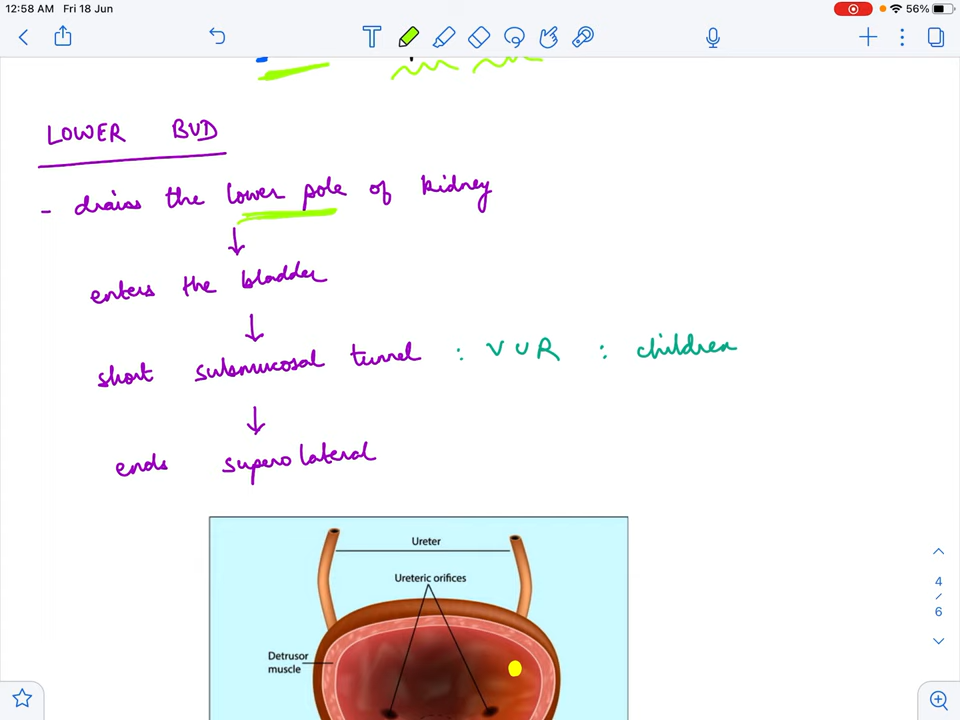 12:58 AM Fri 18 Jun
56%
T
LOWER BUD
- drains the lower pole of kidney
enters the bladder
short submucosal tunnel : VUR : children
ends superolateral
Ureter
Ureteric orifices
Detrusor
muscle
4
/
6